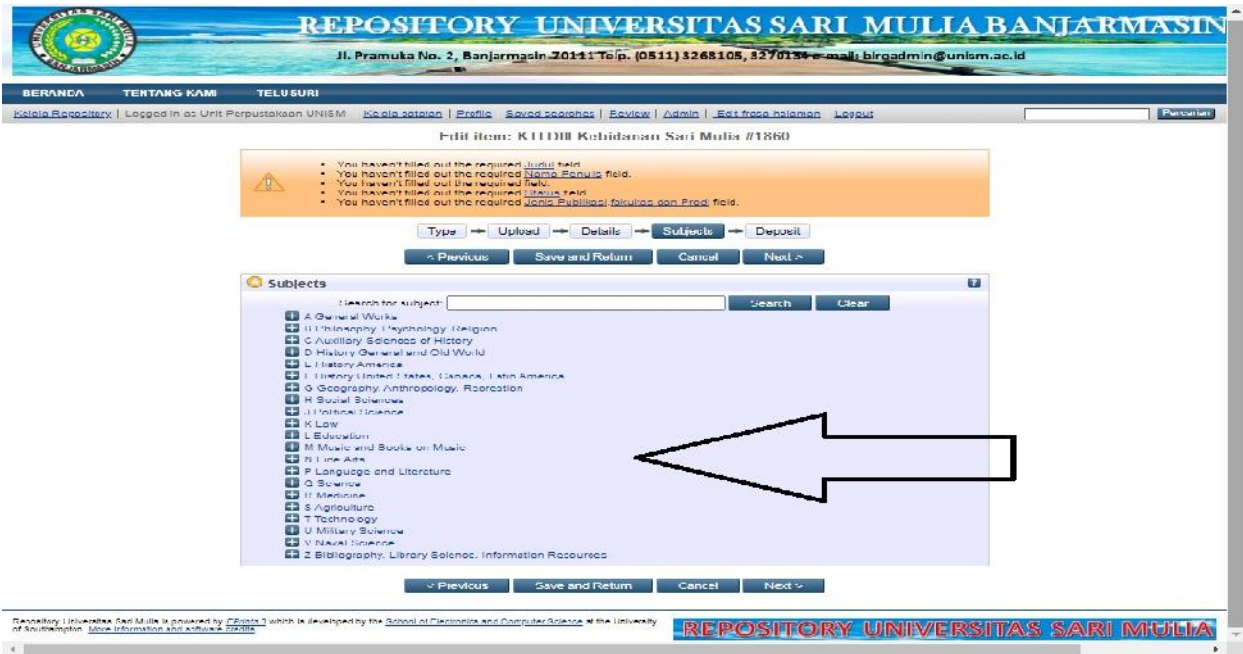 REPOSITORY UNIVERSITAS SARI MULIA BANJARMASIN
Jl. Pramuka No. 2, Banjarmasin 70111 Telp. (0511) 3268105, 3270134 e-mail: biroadmin@unism.ac.id
BERANDA TENTANG KAMI TELUSURI
Kelola Repository | Logged in as Unit Perpustakaan UNISM Kelola catatan | Profile Saved searches | Review | Admin | Edit frasa halaman Logout Pencarian
Edit item: KTI DIII Kebidanan Sari Mulia #1860
You haven't filled out the required Judul field.
You haven't filled out the required Nama Penulis field.
You haven't filled out the required field.
You haven't filled out the required Status field.
You haven't filled out the required Jenis Publikasi,fakultas dan Prodi field.
Type Upload Details Subjects Deposit
< Previous Save and Return Cancel Next >
Subjects
Search for subject: Search Clear
A General Works
B Philosophy. Psychology. Religion
C Auxiliary Sciences of History
D History General and Old World
E History America
F History United States, Canada, Latin America
G Geography. Anthropology. Recreation
H Social Sciences
J Political Science
K Law
L Education
M Music and Books on Music
N Fine Arts
P Language and Literature
Q Science
R Medicine
S Agriculture
T Technology
U Military Science
V Naval Science
Z Bibliography. Library Science. Information Resources
< Previous Save and Return Cancel Next >
Repository Universitas Sari Mulia is powered by EPrints 3 which is developed by the School of Electronics and Computer Science at the University
of Southampton. More information and software credits
REPOSITORY UNIVERSITAS SARI MULIA